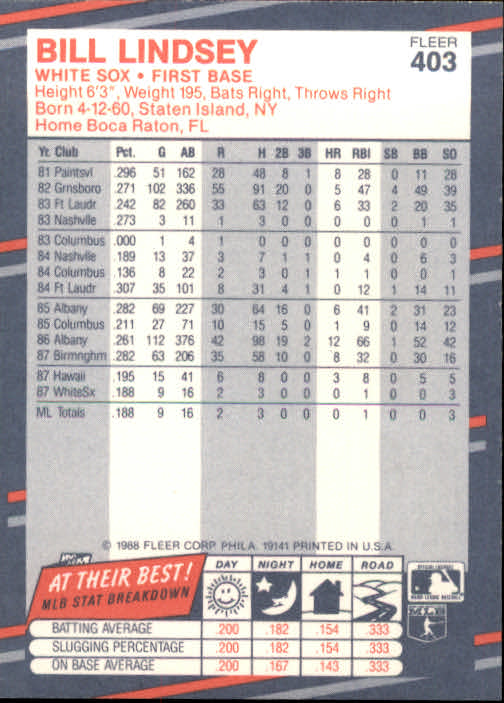 BILL LINDSEY
FLEER
403
WHITE SOX • FIRST BASE
Height 6'3", Weight 195, Bats Right, Throws Right
Born 4-12-60, Staten Island, NY
Home Boca Raton, FL
Yr. Club Pct. G AB R H 2B 3B HR RBI SB BB SO
81 Paintsvl .296 51 162 28 48 8 1 8 28 0 11 28
82 Grnsboro .271 102 336 55 91 20 0 5 47 4 49 39
83 Ft Laudr .242 82 260 33 63 12 0 6 33 2 20 35
83 Nashvlle .273 3 11 1 3 0 0 0 0 0 1 1
83 Columbus .000 1 4 1 0 0 0 0 0 0 0 0
84 Nashvlle .189 13 37 3 7 1 1 0 4 0 6 3
84 Columbus .136 8 22 2 3 0 1 1 1 0 0 3
84 Ft Laudr .307 35 101 8 31 4 1 0 12 1 14 11
85 Albany .282 69 227 30 64 16 0 6 41 2 31 23
85 Columbus .211 27 71 10 15 5 0 1 9 0 14 12
86 Albany .261 112 376 42 98 19 2 12 66 1 52 42
87 Birmnghm .282 63 206 35 58 10 0 8 32 0 30 16
87 Hawaii .195 15 41 6 8 0 0 3 8 0 5 5
87 WhiteSx .188 9 16 2 3 0 0 0 1 0 0 3
ML Totals .188 9 16 2 3 0 0 0 1 0 0 3
© 1988 FLEER CORP. PHILA. 19141 PRINTED IN U.S.A.
AT THEIR BEST!
MLB STAT BREAKDOWN
DAY NIGHT HOME ROAD
BATTING AVERAGE .200 .182 .154 .333
SLUGGING PERCENTAGE .200 .182 .154 .333
ON BASE AVERAGE .200 .167 .143 .333